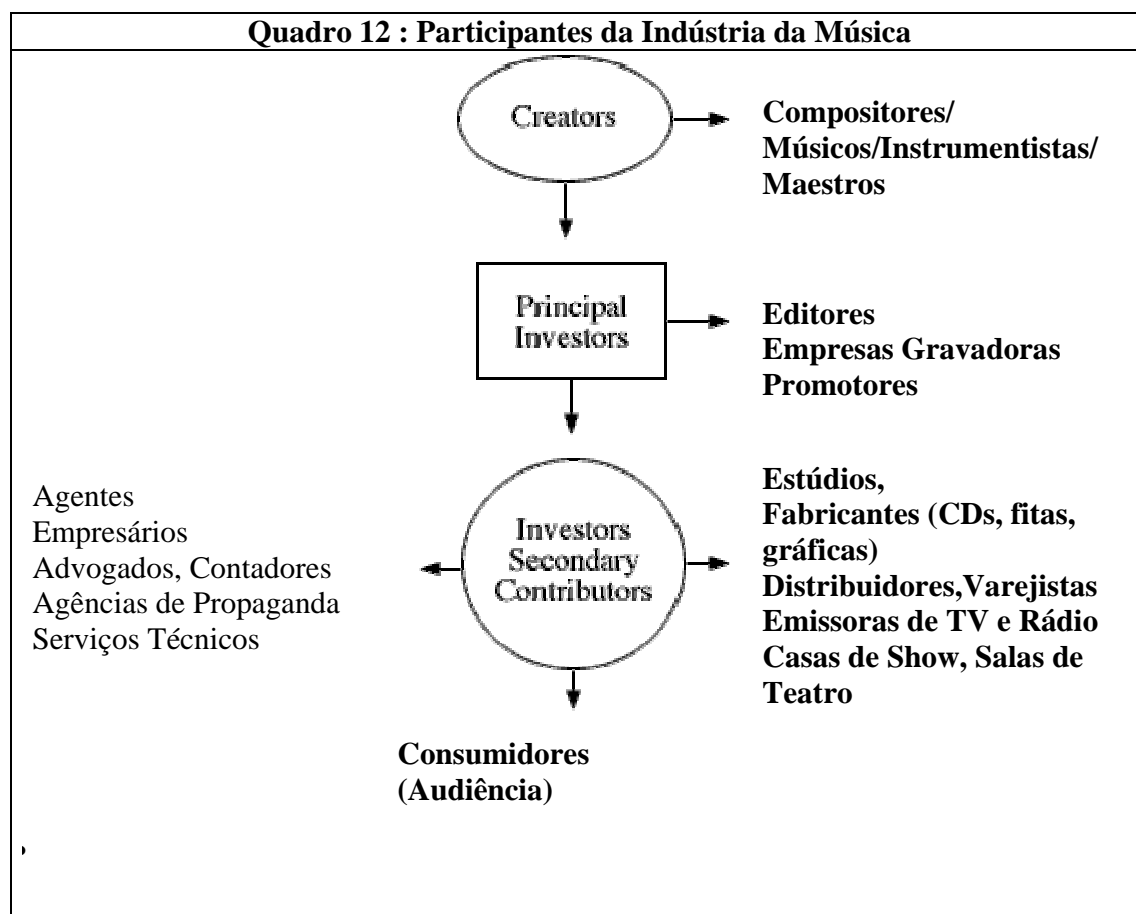 Quadro 12 : Participantes da Indústria da Música
Creators
Compositores/
Músicos/Instrumentistas/
Maestros
Principal
Investors
Editores
Empresas Gravadoras
Promotores
Agentes
Empresários
Advogados, Contadores
Agências de Propaganda
Serviços Técnicos
Investors
Secondary
Contributors
Estúdios,
Fabricantes (CDs, fitas,
gráficas)
Distribuidores,Varejistas
Emissoras de TV e Rádio
Casas de Show, Salas de
Teatro
Consumidores
(Audiência)